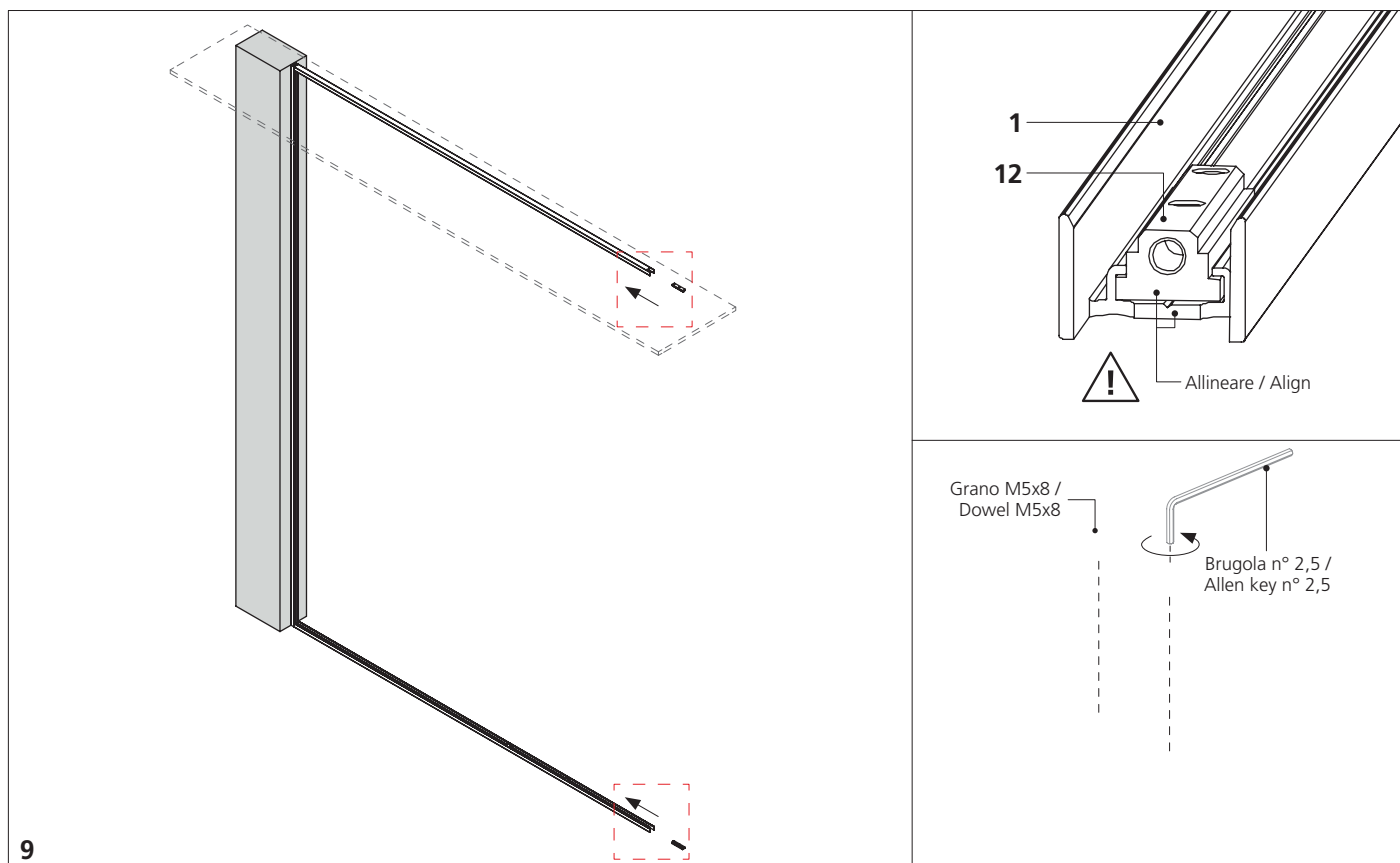 1
12
!
Allineare / Align
Grano M5x8 /
Dowel M5x8
Brugola n° 2,5 /
Allen key n° 2,5
9